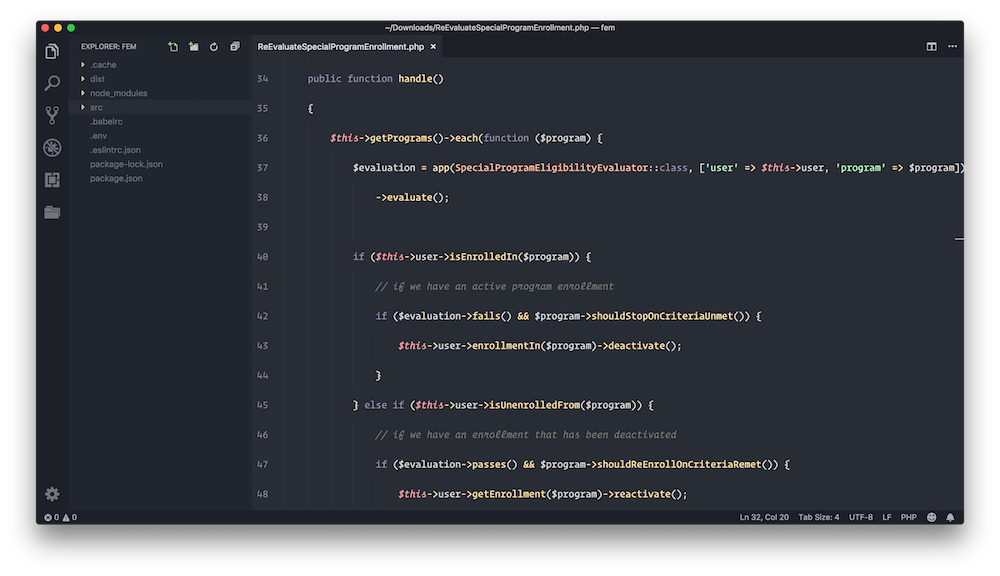 ~/Downloads/ReEvaluateSpecialProgramEnrollment.php — fem
EXPLORER: FEM
.cache
dist
node_modules
src
.babelrc
.env
.eslintrc.json
package-lock.json
package.json
ReEvaluateSpecialProgramEnrollment.php ×
34 public function handle()
35 {
36 $this->getPrograms()->each(function ($program) {
37 $evaluation = app(SpecialProgramEligibilityEvaluator::class, ['user' => $this->user, 'program' => $program])
38 ->evaluate();
39
40 if ($this->user->isEnrolledIn($program)) {
41 // if we have an active program enrollment
42 if ($evaluation->fails() && $program->shouldStopOnCriteriaUnmet()) {
43 $this->user->enrollmentIn($program)->deactivate();
44 }
45 } else if ($this->user->isUnenrolledFrom($program)) {
46 // if we have an enrollment that has been deactivated
47 if ($evaluation->passes() && $program->shouldReEnrollOnCriteriaRemet()) {
48 $this->user->getEnrollment($program)->reactivate();
0 0 Ln 32, Col 20 Tab Size: 4 UTF-8 LF PHP